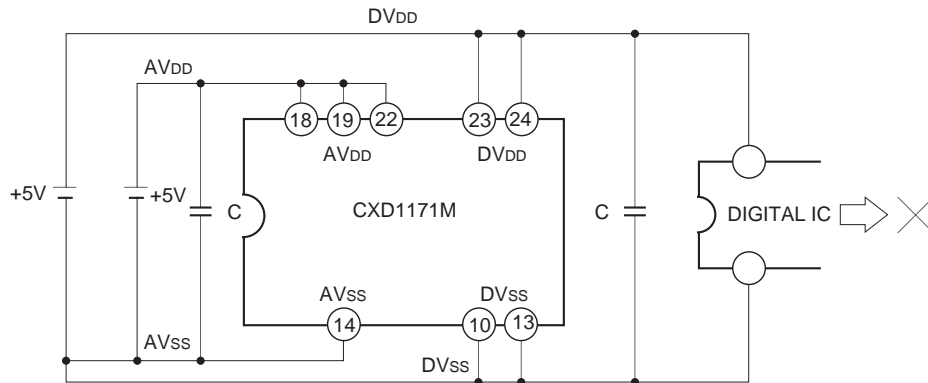 DVDD
AVDD
18 19 22 23 24
AVDD DVDD
+5V +5V C CXD1171M C DIGITAL IC
AVSS DVSS
14 10 13
AVSS
DVSS